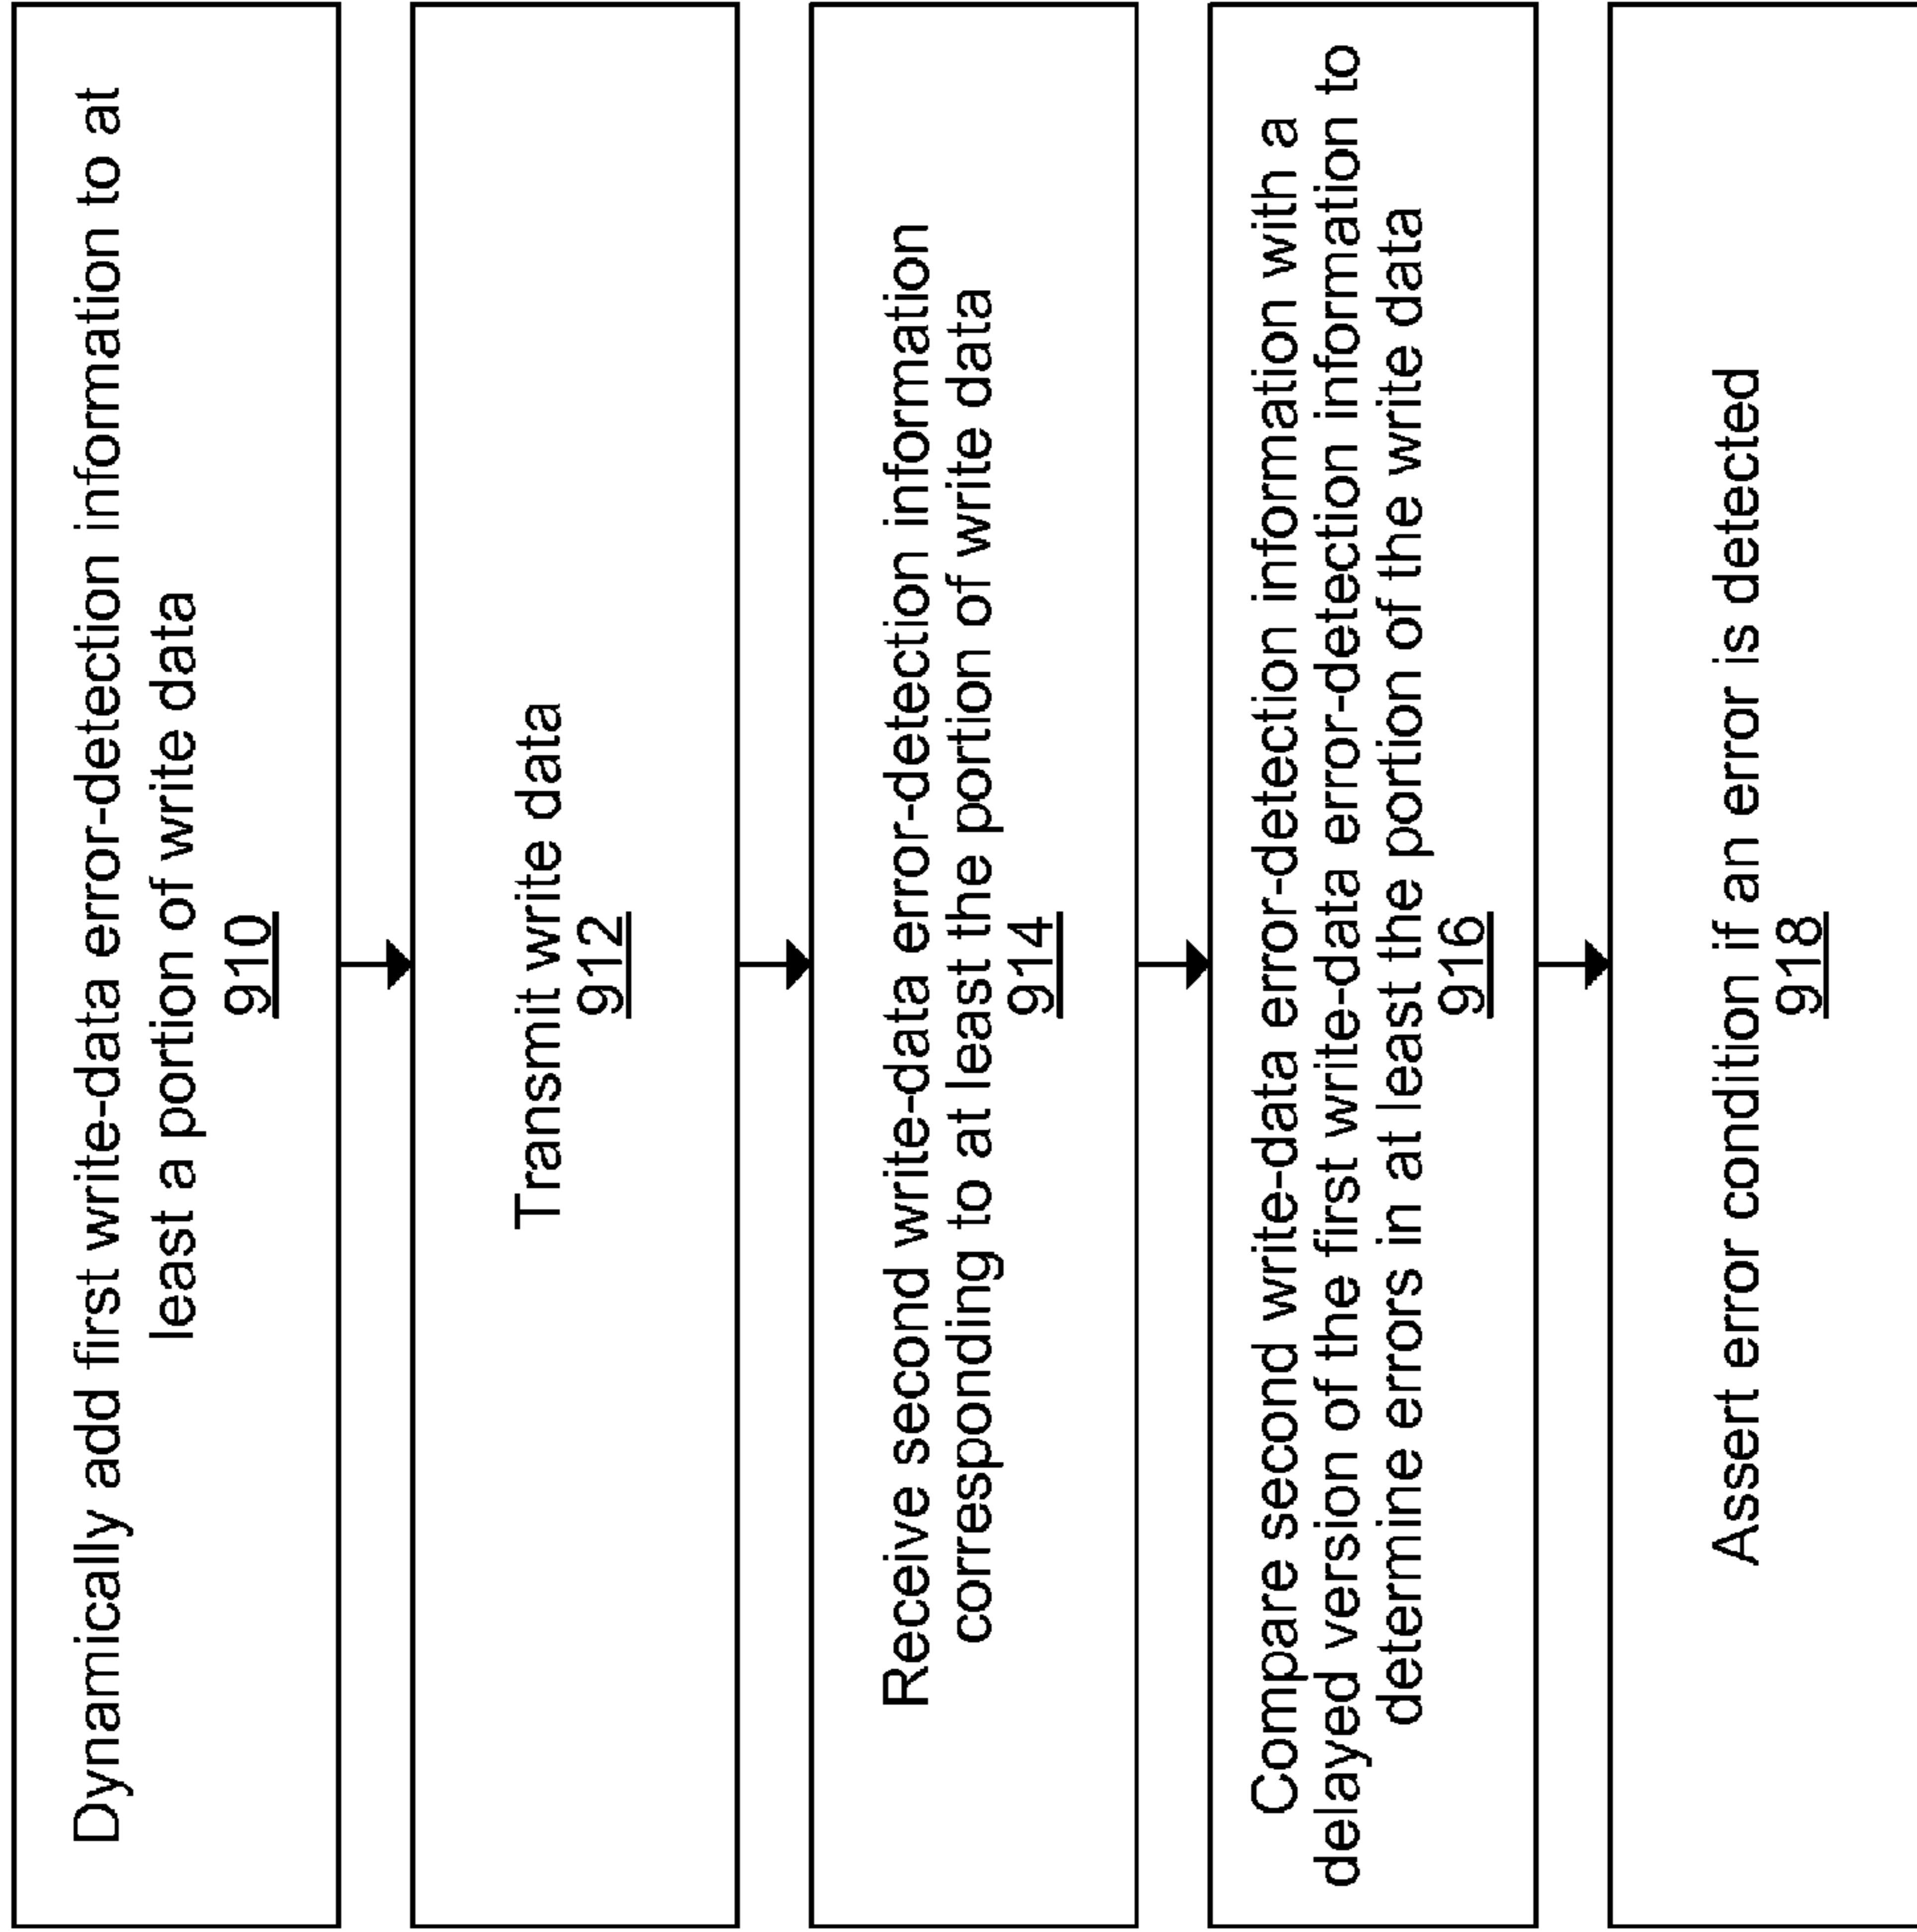 Dynamically add first write-data error-detection information to at
least a portion of write data
910
Transmit write data
912
Receive second write-data error-detection information
corresponding to at least the portion of write data
914
Compare second write-data error-detection information with a
delayed version of the first write-data error-detection information to
determine errors in at least the portion of the write data
916
Assert error condition if an error is detected
918